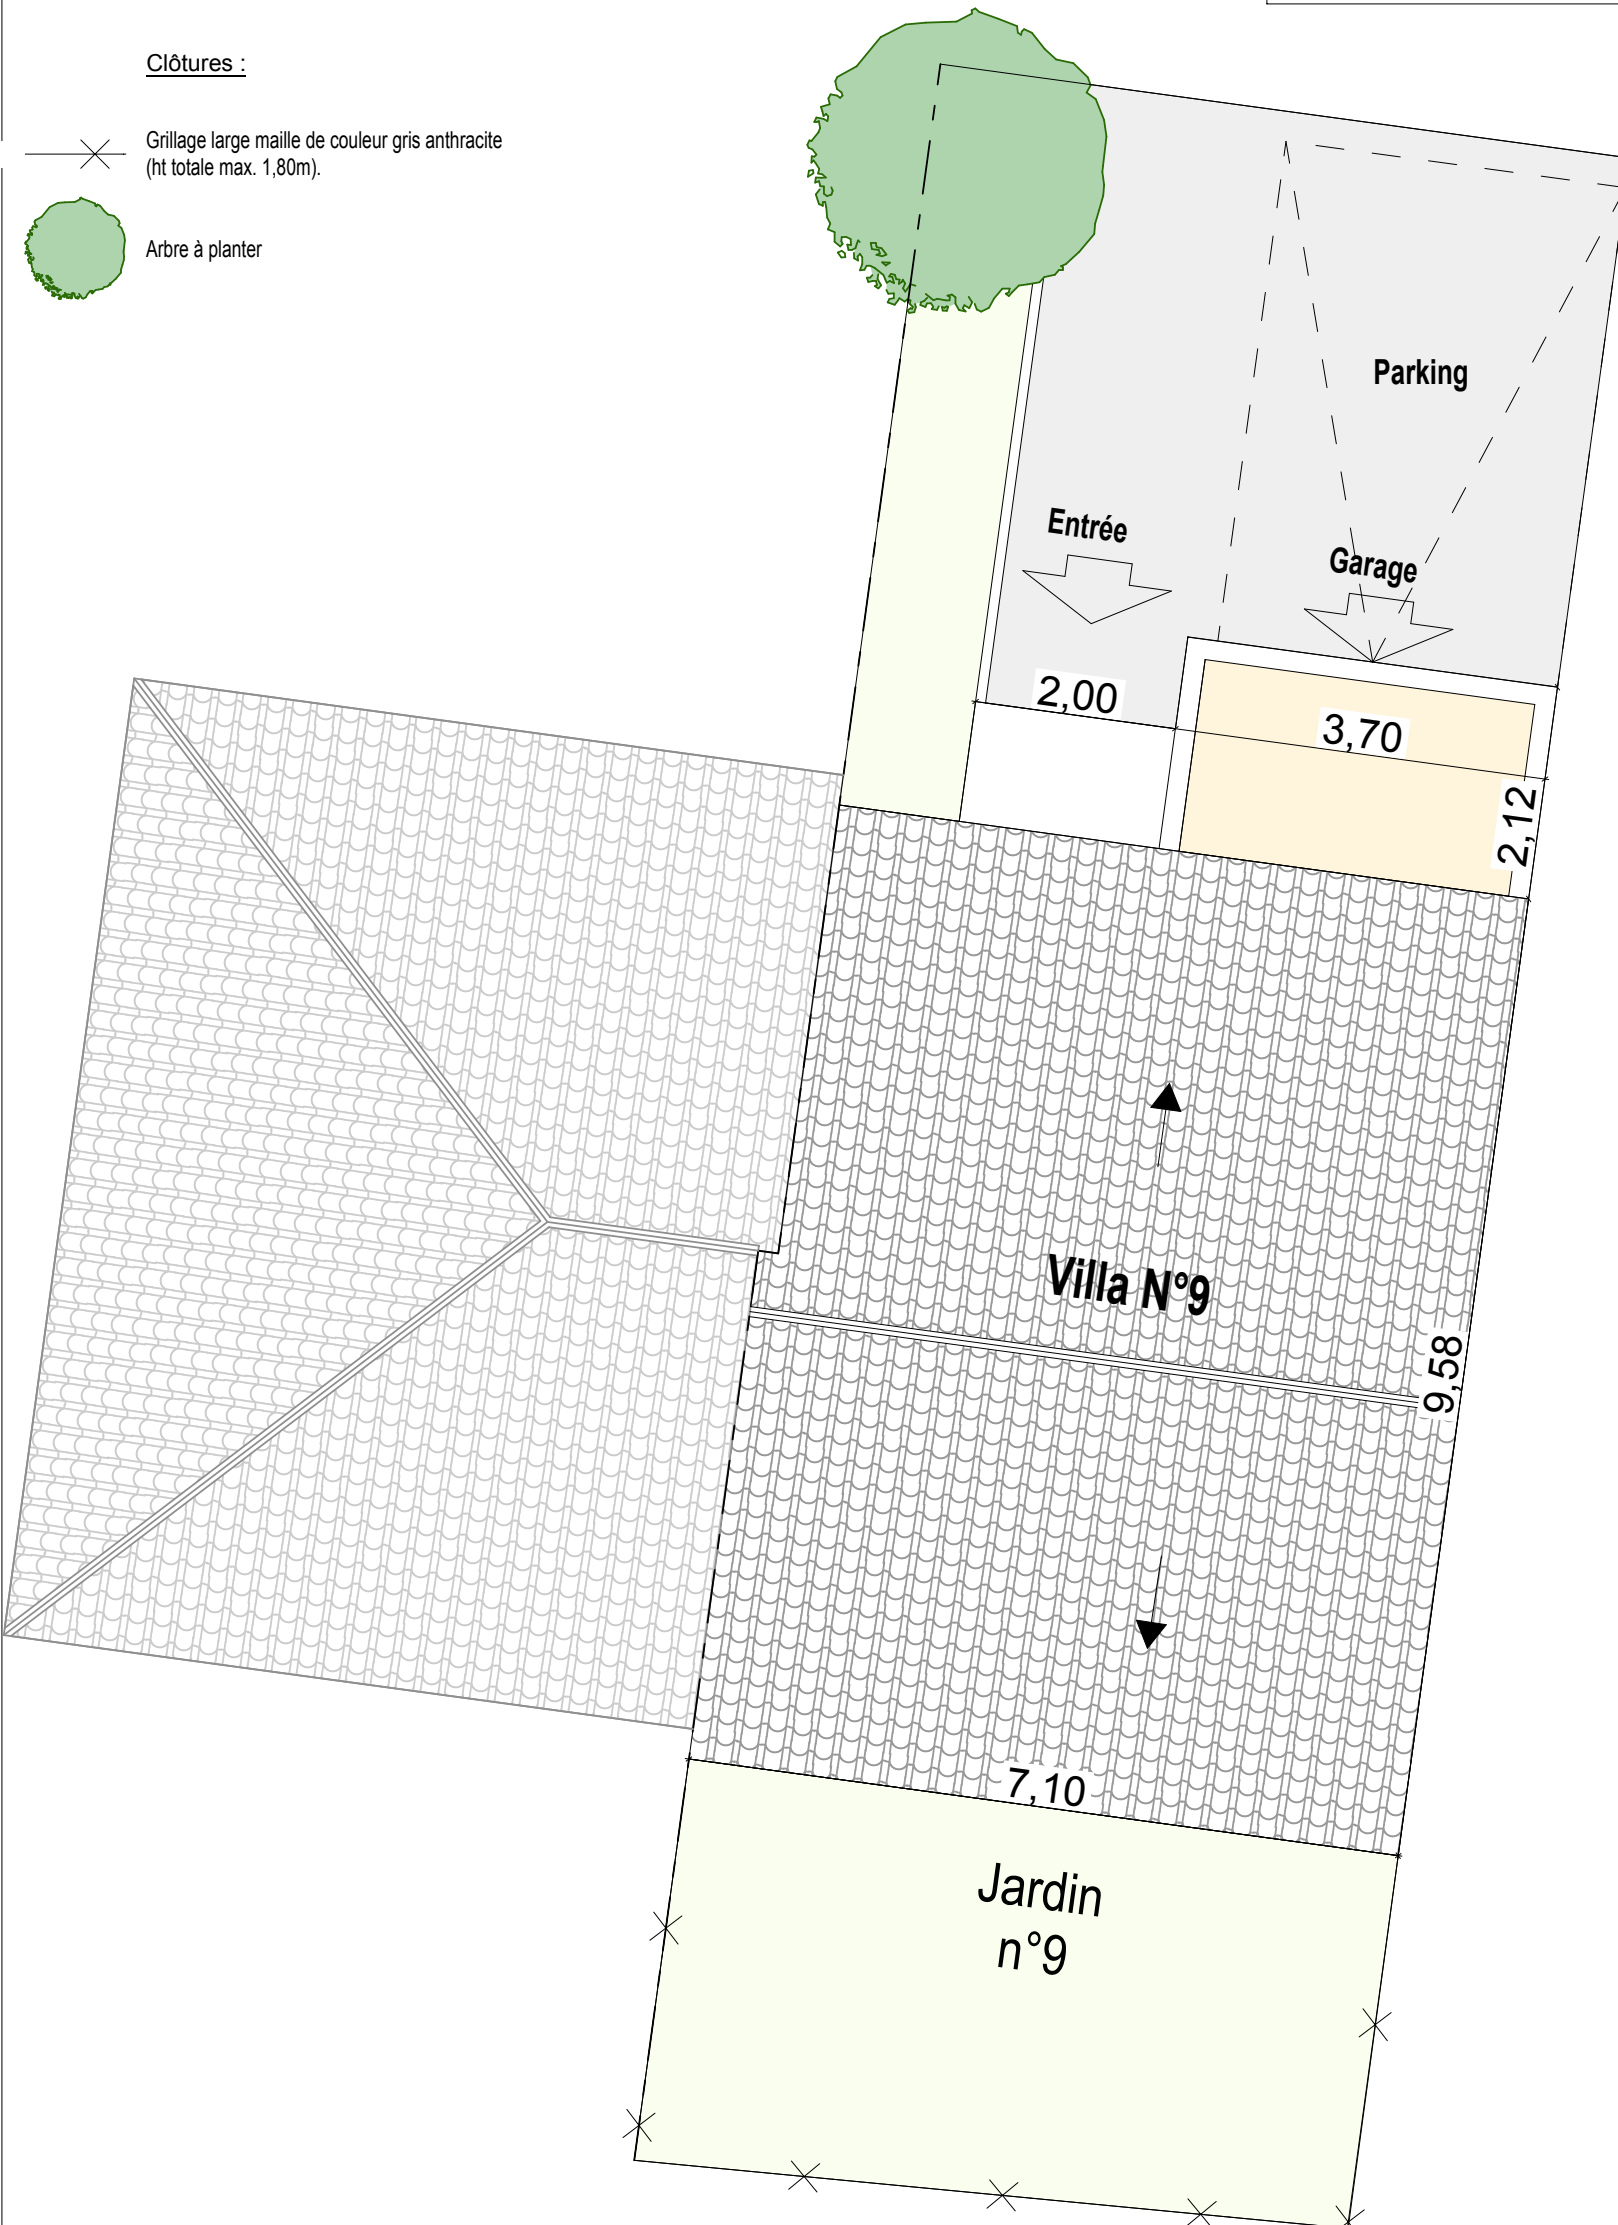 Clôtures :
Grillage large maille de couleur gris anthracite
(ht totale max. 1,80m).
Arbre à planter
Parking
Entrée
Garage
2,00
3,70
2,12
Villa N°9
9,58
7,10
Jardin
n°9